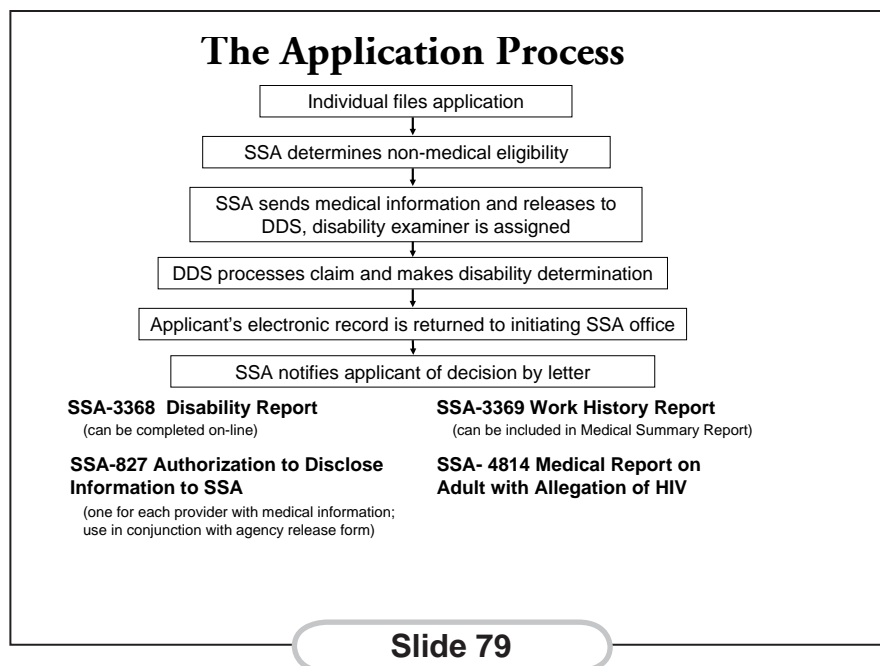 The Application Process
Individual files application
SSA determines non-medical eligibility
SSA sends medical information and releases to
DDS, disability examiner is assigned
DDS processes claim and makes disability determination
Applicant's electronic record is returned to initiating SSA office
SSA notifies applicant of decision by letter
SSA-3368  Disability Report
(can be completed on-line)
SSA-827 Authorization to Disclose
Information to SSA
(one for each provider with medical information;
use in conjunction with agency release form)
SSA-3369 Work History Report
(can be included in Medical Summary Report)
SSA- 4814 Medical Report on
Adult with Allegation of HIV
Slide 79